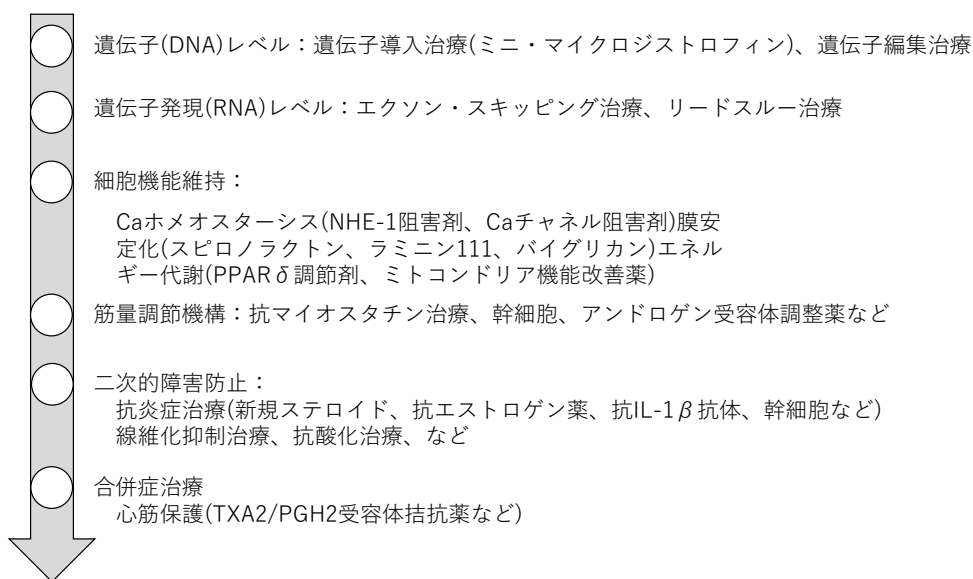 遺伝子(DNA)レベル：遺伝子導入治療(ミニ・マイクロジストロフィン)、遺伝子編集治療
遺伝子発現(RNA)レベル：エクソン・スキッピング治療、リードスルー治療
細胞機能維持：
Caホメオスターシス(NHE-1阻害剤、Caチャネル阻害剤)膜安
定化(スピロノラクトン、ラミニン111、バイグリカン)エネル
ギー代謝(PPARδ調節剤、ミトコンドリア機能改善薬)
筋量調節機構：抗マイオスタチン治療、幹細胞、アンドロゲン受容体調整薬など
二次的障害防止：
抗炎症治療(新規ステロイド、抗エストロゲン薬、抗IL-1β抗体、幹細胞など)
線維化抑制治療、抗酸化治療、など
合併症治療
心筋保護(TXA2/PGH2受容体拮抗薬など)